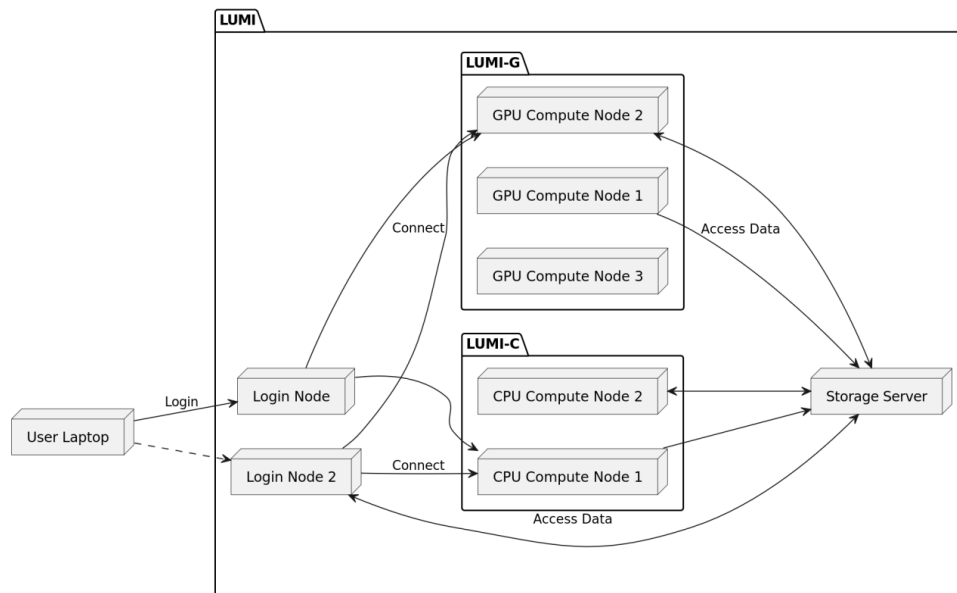 LUMI
LUMI-G
GPU Compute Node 2
GPU Compute Node 1
Connect
Access Data
GPU Compute Node 3
LUMI-C
CPU Compute Node 2
Login Node
Storage Server
Login
User Laptop
Connect
Login Node 2
CPU Compute Node 1
Access Data